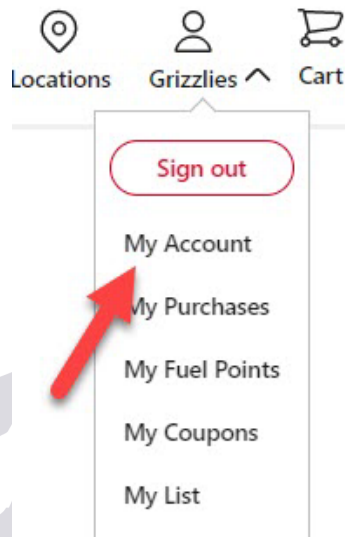 Locations Grizzlies Cart
Sign out
My Account
My Purchases
My Fuel Points
My Coupons
My List